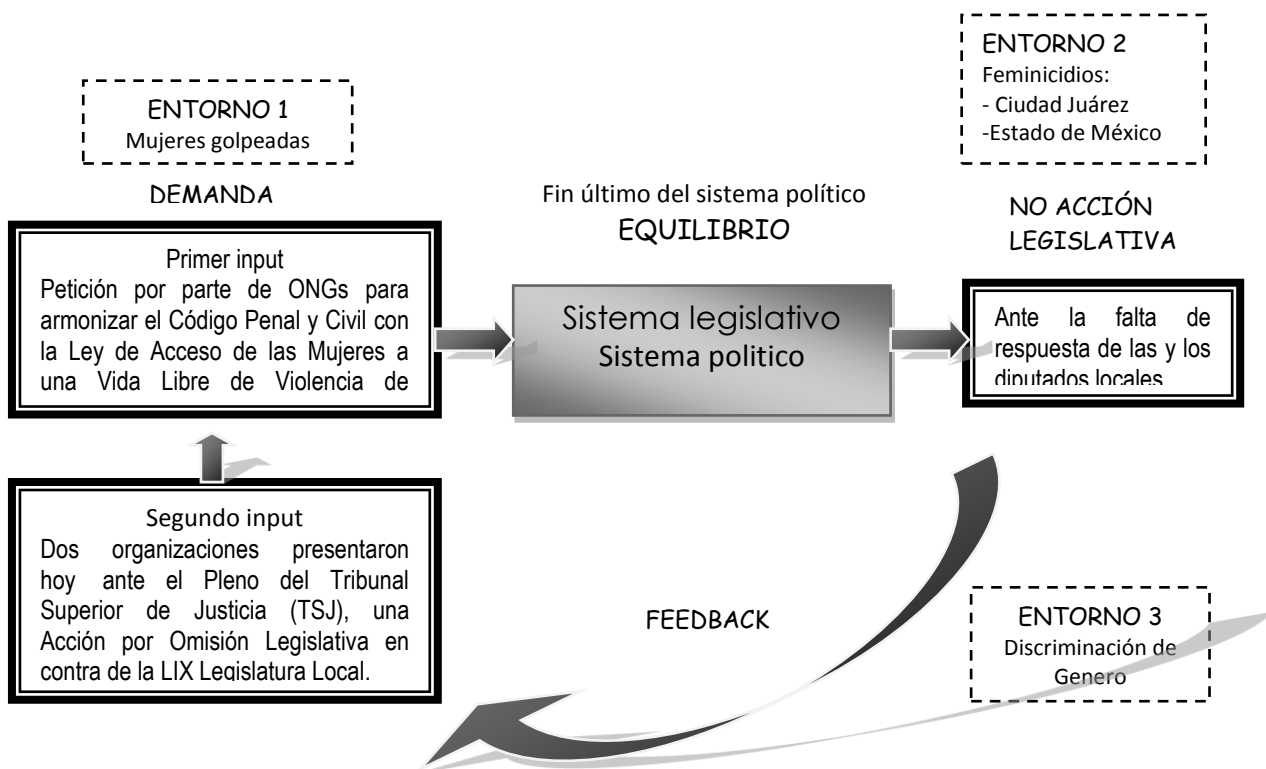 ENTORNO 1
Mujeres golpeadas
ENTORNO 2
Feminicidios:
- Ciudad Juárez
-Estado de México
DEMANDA
Primer input
Petición por parte de ONGs para
armonizar el Código Penal y Civil con
la Ley de Acceso de las Mujeres a
una Vida Libre de Violencia de
Fin último del sistema político
EQUILIBRIO
Sistema legislativo
Sistema politico
NO ACCIÓN
LEGISLATIVA
Ante la falta de
respuesta de las y los
diputados locales
Segundo input
Dos organizaciones presentaron
hoy ante el Pleno del Tribunal
Superior de Justicia (TSJ), una
Acción por Omisión Legislativa en
contra de la LIX Legislatura Local.
FEEDBACK
ENTORNO 3
Discriminación de
Genero